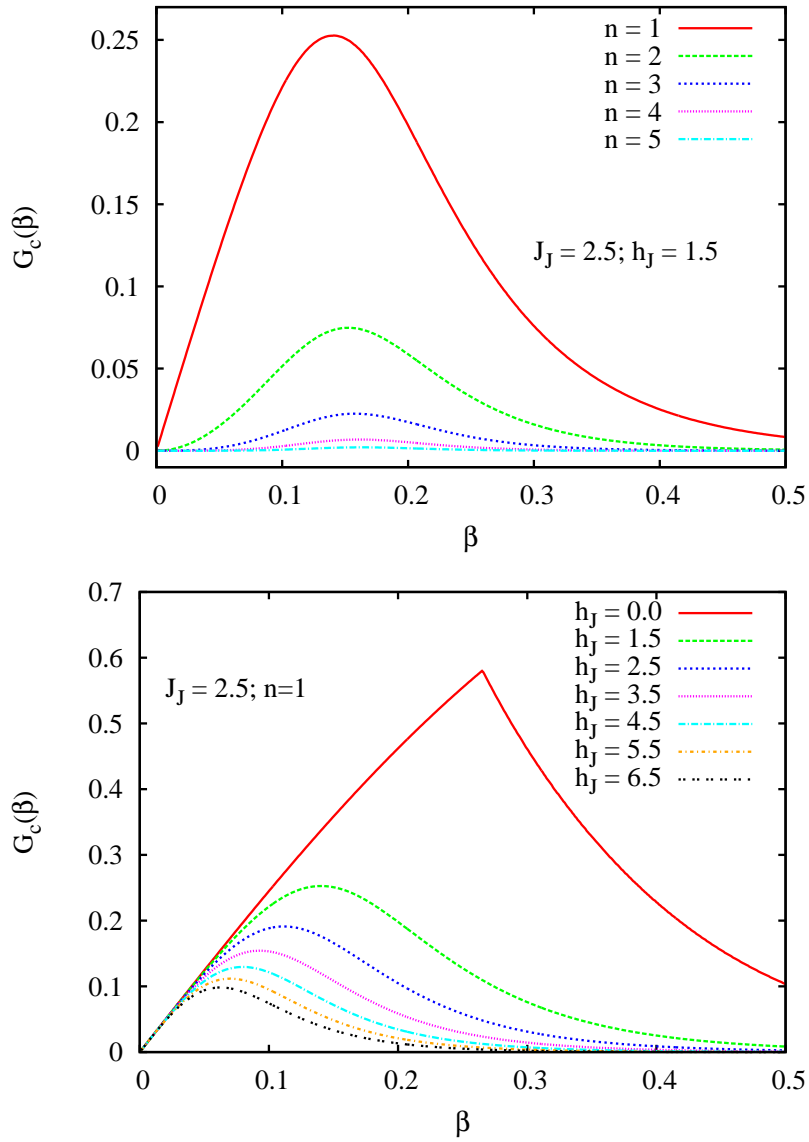 n = 1
n = 2
n = 3
n = 4
n = 5
0.25
0.2
0.15
0.1
0.05
0
G_c(β)
J_J = 2.5; h_J = 1.5
0 0.1 0.2 0.3 0.4 0.5
β
h_J = 0.0
h_J = 1.5
h_J = 2.5
h_J = 3.5
h_J = 4.5
h_J = 5.5
h_J = 6.5
J_J = 2.5; n=1
0.7
0.6
0.5
0.4
0.3
0.2
0.1
0
G_c(β)
0 0.1 0.2 0.3 0.4 0.5
β